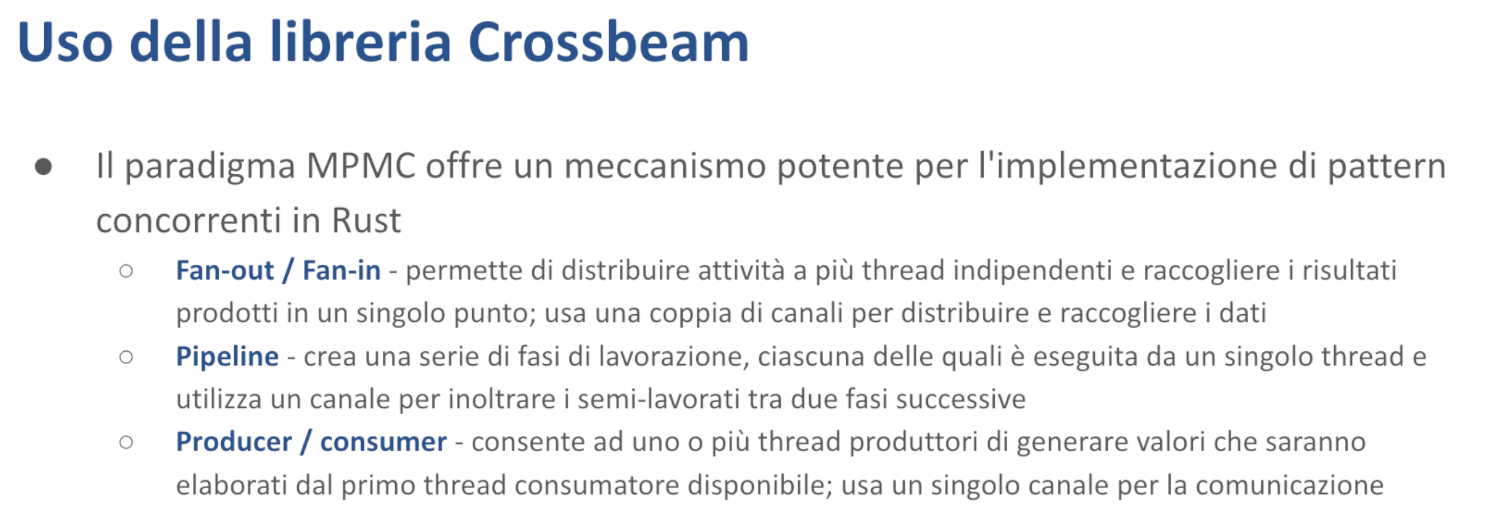 Uso della libreria Crossbeam
● Il paradigma MPMC offre un meccanismo potente per l'implementazione di pattern
concorrenti in Rust
○ Fan-out / Fan-in - permette di distribuire attività a più thread indipendenti e raccogliere i risultati
prodotti in un singolo punto; usa una coppia di canali per distribuire e raccogliere i dati
○ Pipeline - crea una serie di fasi di lavorazione, ciascuna delle quali è eseguita da un singolo thread e
utilizza un canale per inoltrare i semi-lavorati tra due fasi successive
○ Producer / consumer - consente ad uno o più thread produttori di generare valori che saranno
elaborati dal primo thread consumatore disponibile; usa un singolo canale per la comunicazione